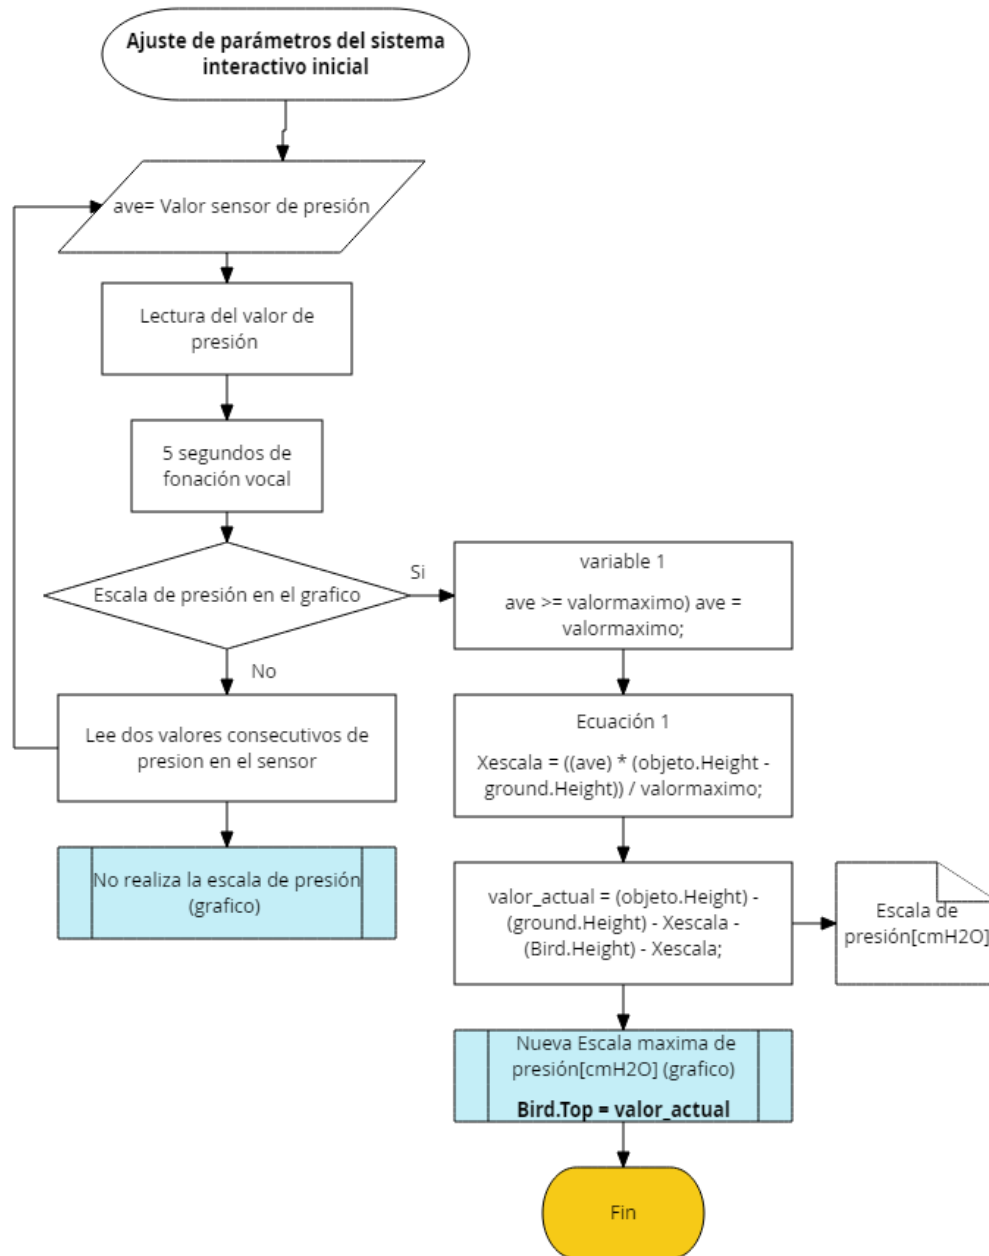 Ajuste de parámetros del sistema
interactivo inicial
ave= Valor sensor de presión
Lectura del valor de
presión
5 segundos de
fonación vocal
Escala de presión en el grafico
Si
No
Lee dos valores consecutivos de
presion en el sensor
No realiza la escala de presión
(grafico)
variable 1
ave >= valormaximo) ave =
valormaximo;
Ecuación 1
Xescala = ((ave) * (objeto.Height -
ground.Height)) / valormaximo;
valor_actual = (objeto.Height) -
(ground.Height) - Xescala -
(Bird.Height) - Xescala;
Escala de
presión[cmH2O]
Nueva Escala maxima de
presión[cmH2O] (grafico)
Bird.Top = valor_actual
Fin